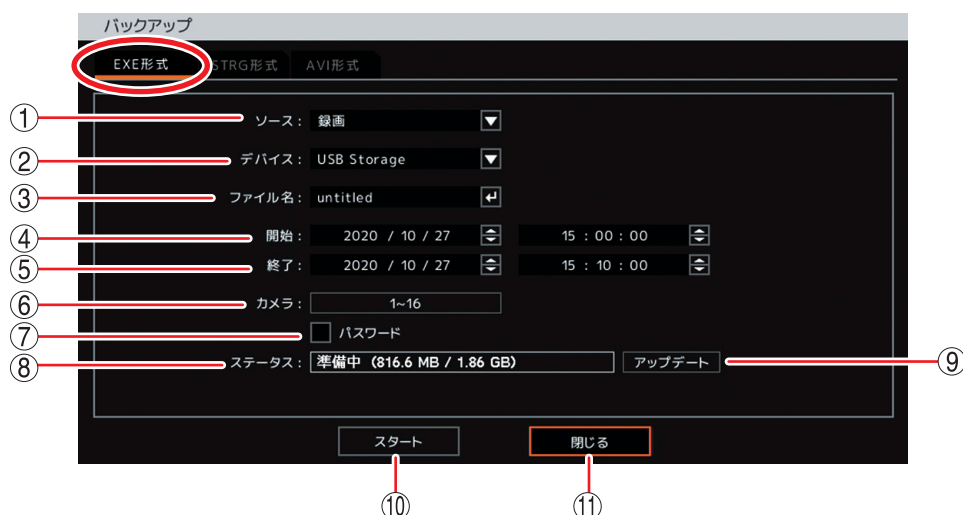 バックアップ
EXE形式 STRG形式 AVI形式
① ソース : 録画
② デバイス : USB Storage
③ ファイル名 : untitled
④ 開始 : 2020 / 10 / 27 15 : 00 : 00
⑤ 終了 : 2020 / 10 / 27 15 : 10 : 00
⑥ カメラ : 1~16
⑦ パスワード
⑧ ステータス : 準備中 (816.6 MB / 1.86 GB) アップデート ⑨
スタート 閉じる
⑩ ⑪